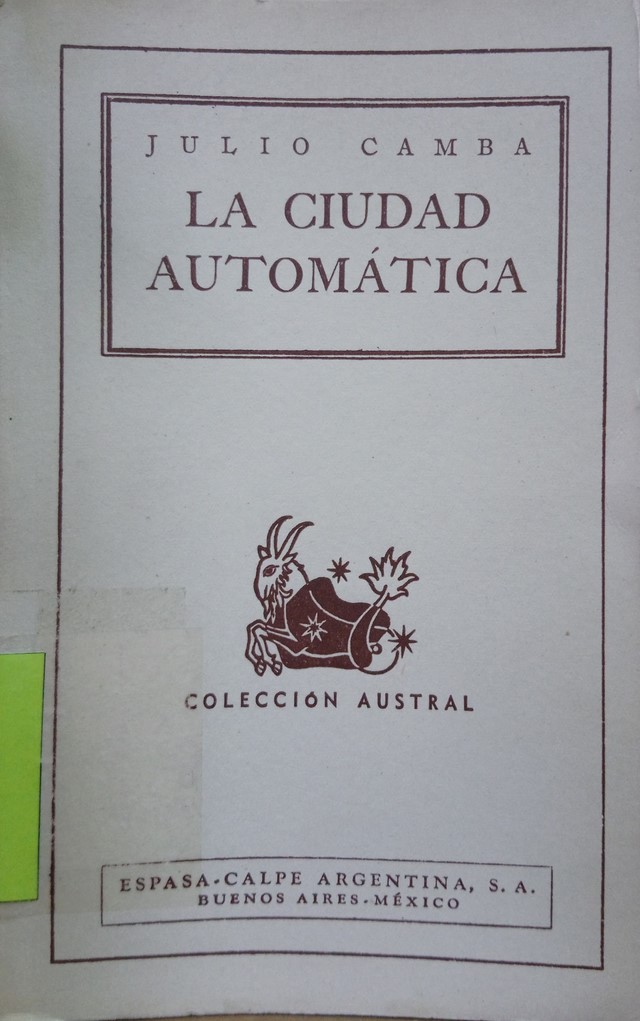 JULIO CAMBA
LA CIUDAD
AUTOMÁTICA
COLECCIÓN AUSTRAL
ESPASA-CALPE ARGENTINA, S. A.
BUENOS AIRES-MÉXICO